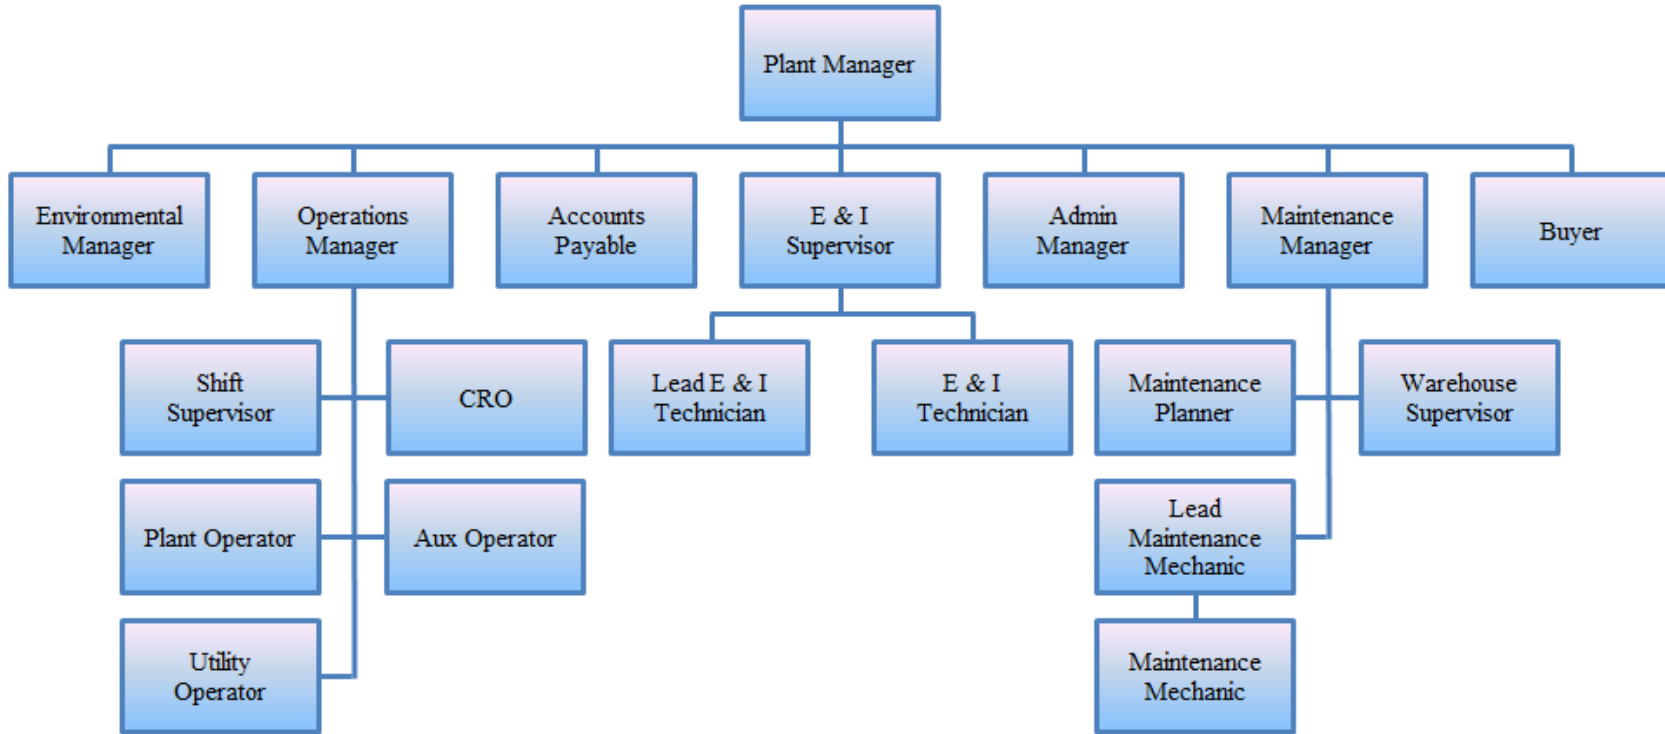 Plant Manager
Environmental
Manager
Operations
Manager
Accounts
Payable
E & I
Supervisor
Admin
Manager
Maintenance
Manager
Buyer
Shift
Supervisor
CRO
Lead E & I
Technician
E & I
Technician
Maintenance
Planner
Warehouse
Supervisor
Plant Operator
Aux Operator
Lead
Maintenance
Mechanic
Utility
Operator
Maintenance
Mechanic